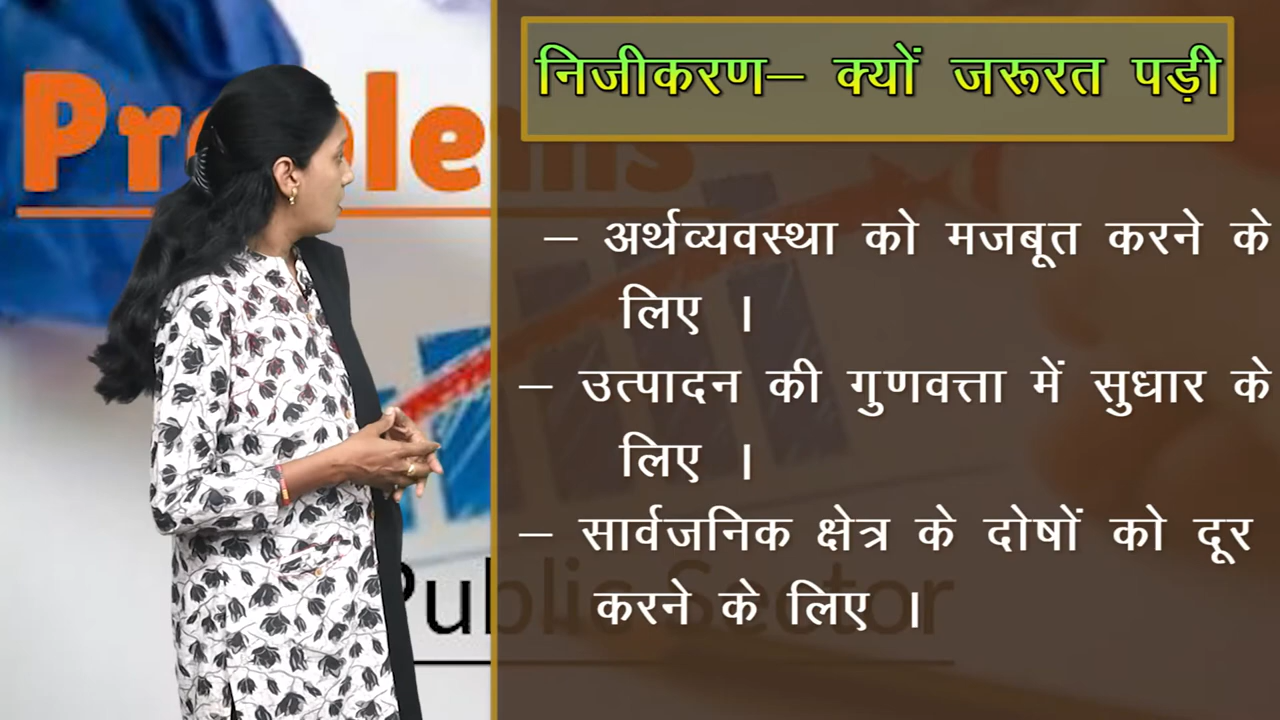 निजीकरण– क्यों जरूरत पड़ी
– अर्थव्यवस्था को मजबूत करने के
लिए ।
– उत्पादन की गुणवत्ता में सुधार के
लिए ।
– सार्वजनिक क्षेत्र के दोषों को दूर
करने के लिए ।
Problems
Public Sector